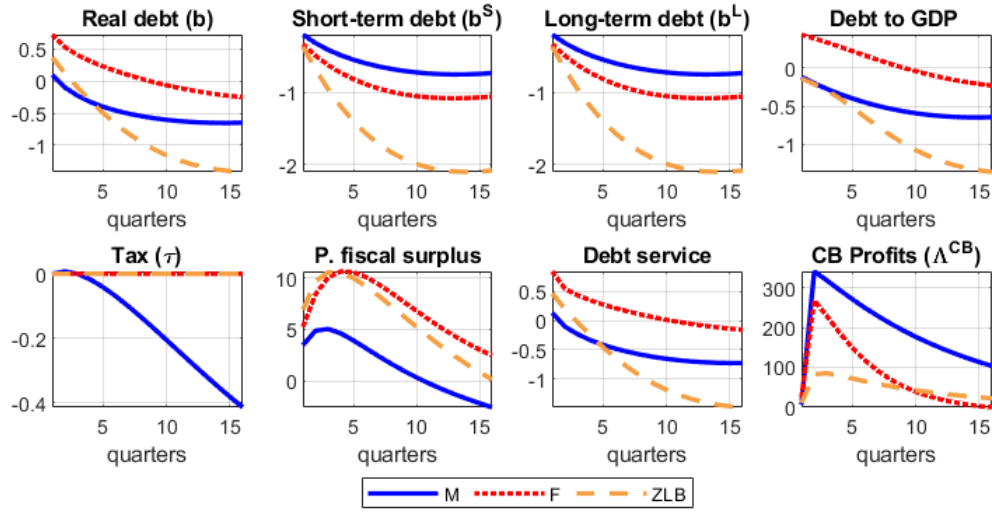 Real debt (b)
Short-term debt (b^S)
Long-term debt (b^L)
Debt to GDP
0.5
0
-0.5
-1
5
10
15
quarters
0
-1
-2
5
10
15
quarters
0
-1
-2
5
10
15
quarters
0
-0.5
-1
5
10
15
quarters
Tax (τ)
P. fiscal surplus
Debt service
CB Profits (Λ^CB)
0
-0.2
-0.4
5
10
15
quarters
10
5
0
5
10
15
quarters
0.5
0
-0.5
-1
5
10
15
quarters
300
200
100
0
5
10
15
quarters
M
F
ZLB